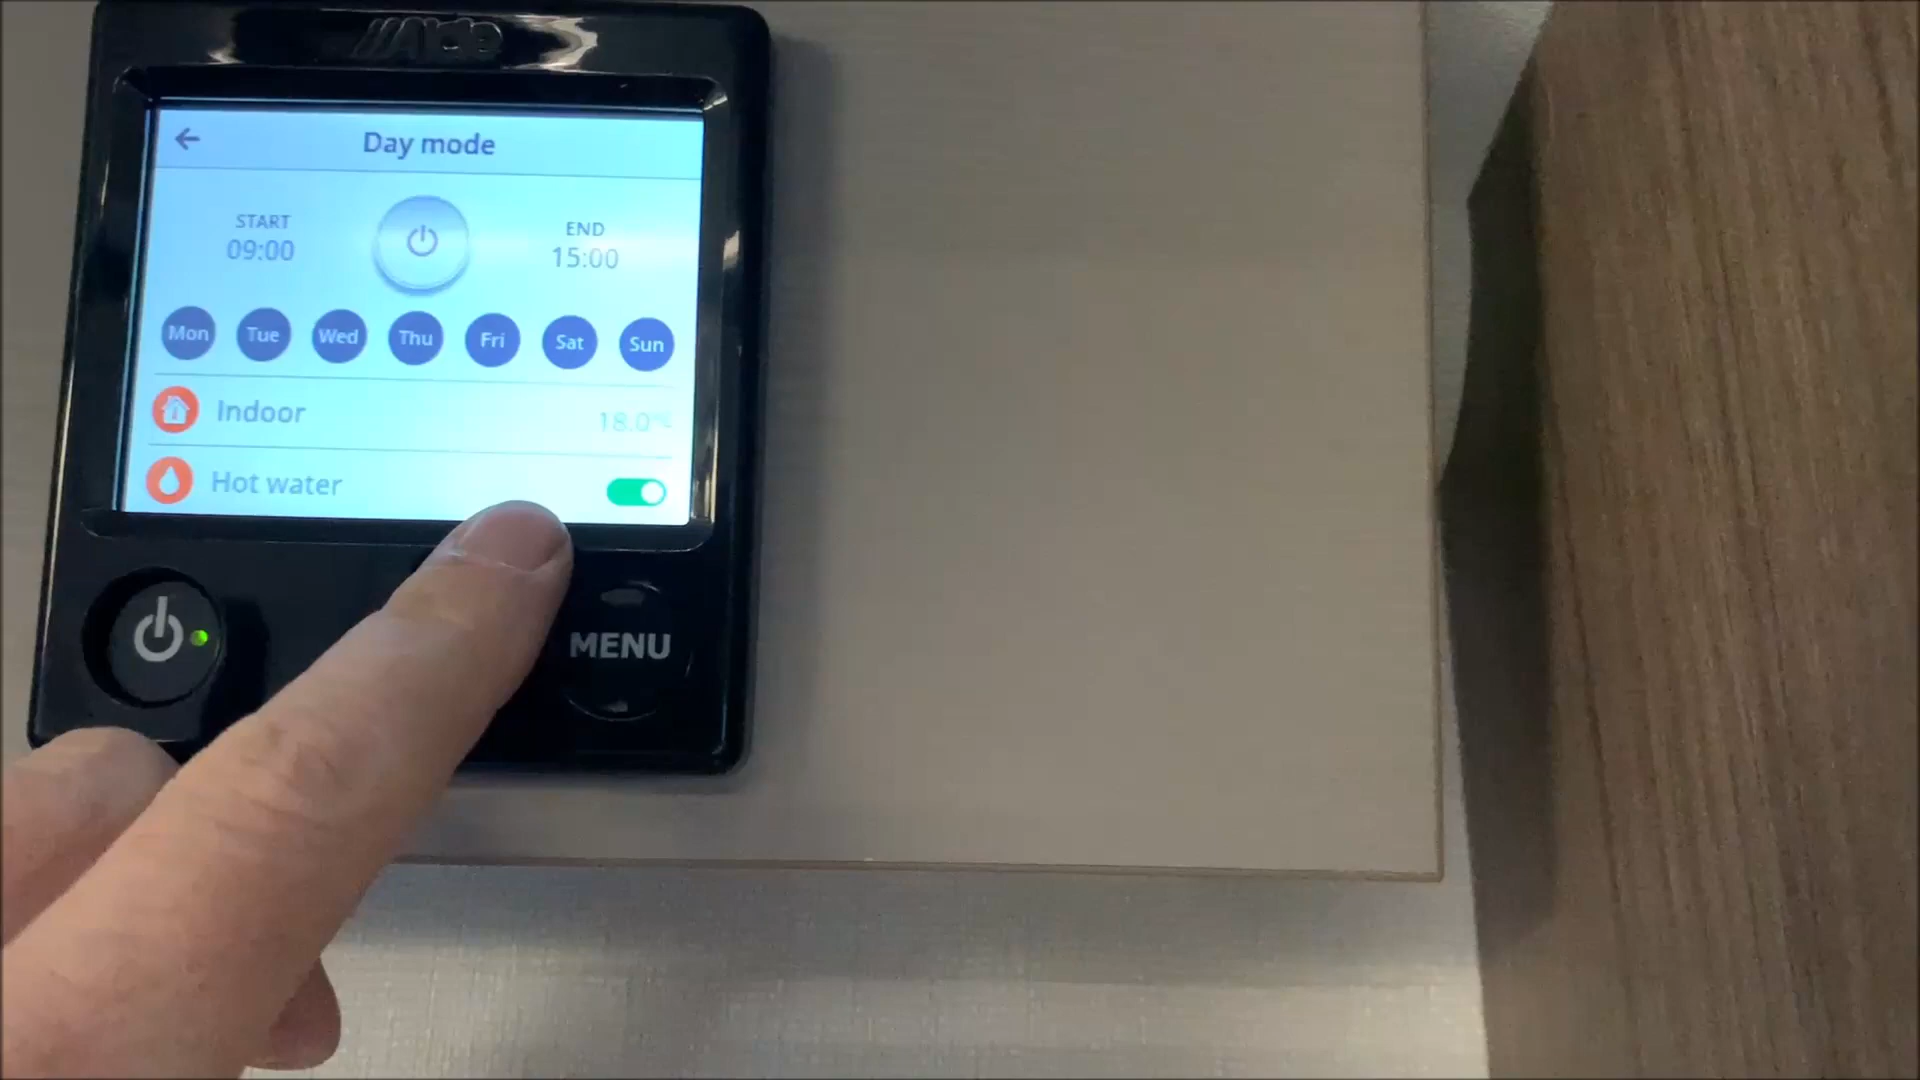 Alde
Day mode
START
09:00
END
15:00
Mon Tue Wed Thu Fri Sat Sun
Indoor 18.0°C
Hot water
MENU